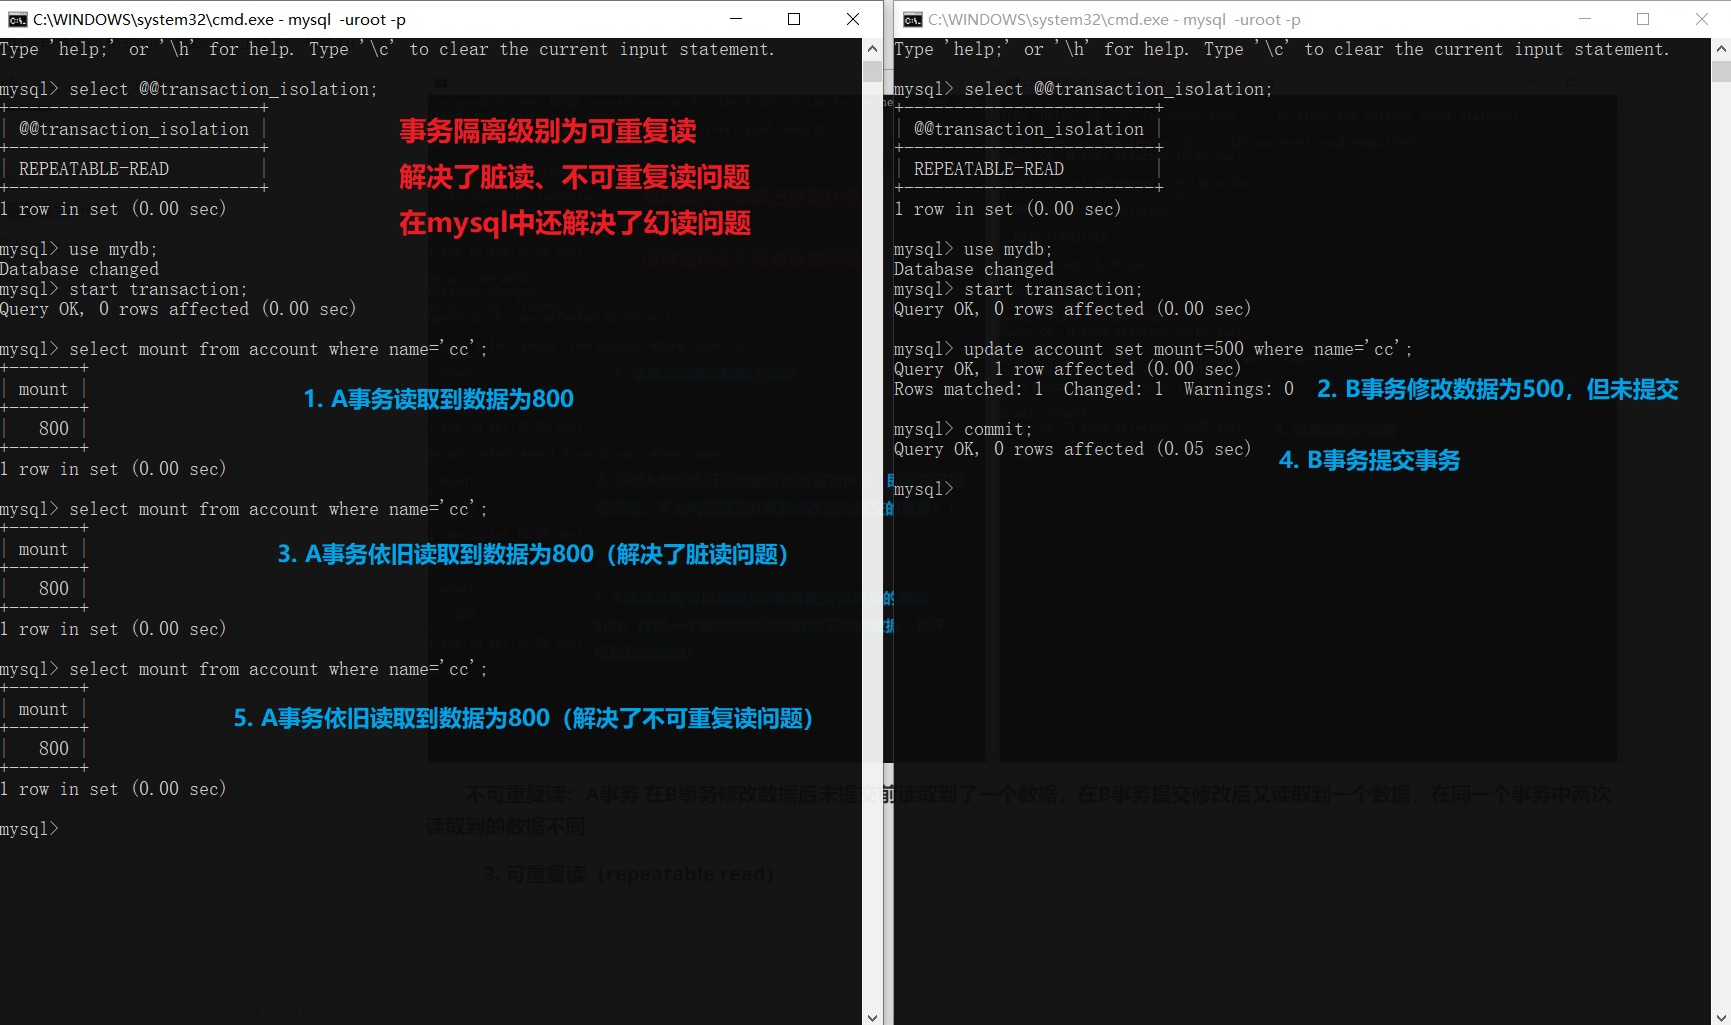 C:\WINDOWS\system32\cmd.exe - mysql  -uroot -p
Type 'help;' or '\h' for help. Type '\c' to clear the current input statement.
mysql> select @@transaction_isolation;
+-------------------------+
| @@transaction_isolation |
+-------------------------+
| REPEATABLE-READ         |
+-------------------------+
1 row in set (0.00 sec)
事务隔离级别为可重复读
解决了脏读、不可重复读问题
在mysql中还解决了幻读问题
mysql> use mydb;
Database changed
mysql> start transaction;
Query OK, 0 rows affected (0.00 sec)
mysql> select mount from account where name='cc';
+-------+
| mount |
+-------+
|   800 |
+-------+
1 row in set (0.00 sec)
1. A事务读取到数据为800
mysql> select mount from account where name='cc';
+-------+
| mount |
+-------+
|   800 |
+-------+
1 row in set (0.00 sec)
3. A事务依旧读取到数据为800（解决了脏读问题）
mysql> select mount from account where name='cc';
+-------+
| mount |
+-------+
|   800 |
+-------+
1 row in set (0.00 sec)
5. A事务依旧读取到数据为800（解决了不可重复读问题）
mysql>
C:\WINDOWS\system32\cmd.exe - mysql  -uroot -p
Type 'help;' or '\h' for help. Type '\c' to clear the current input statement.
mysql> select @@transaction_isolation;
+-------------------------+
| @@transaction_isolation |
+-------------------------+
| REPEATABLE-READ         |
+-------------------------+
1 row in set (0.00 sec)
mysql> use mydb;
Database changed
mysql> start transaction;
Query OK, 0 rows affected (0.00 sec)
mysql> update account set mount=500 where name='cc';
Query OK, 1 row affected (0.00 sec)
Rows matched: 1  Changed: 1  Warnings: 0
2. B事务修改数据为500，但未提交
mysql> commit;
Query OK, 0 rows affected (0.05 sec)
4. B事务提交事务
mysql>
不可重复读：A事务 在B事务修改数据后未提交前读取到了一个数据，在B事务提交修改后又读取到一个数据，在同一个事务中两次
读取到的数据不同
3. 可重复读（repeatable read）